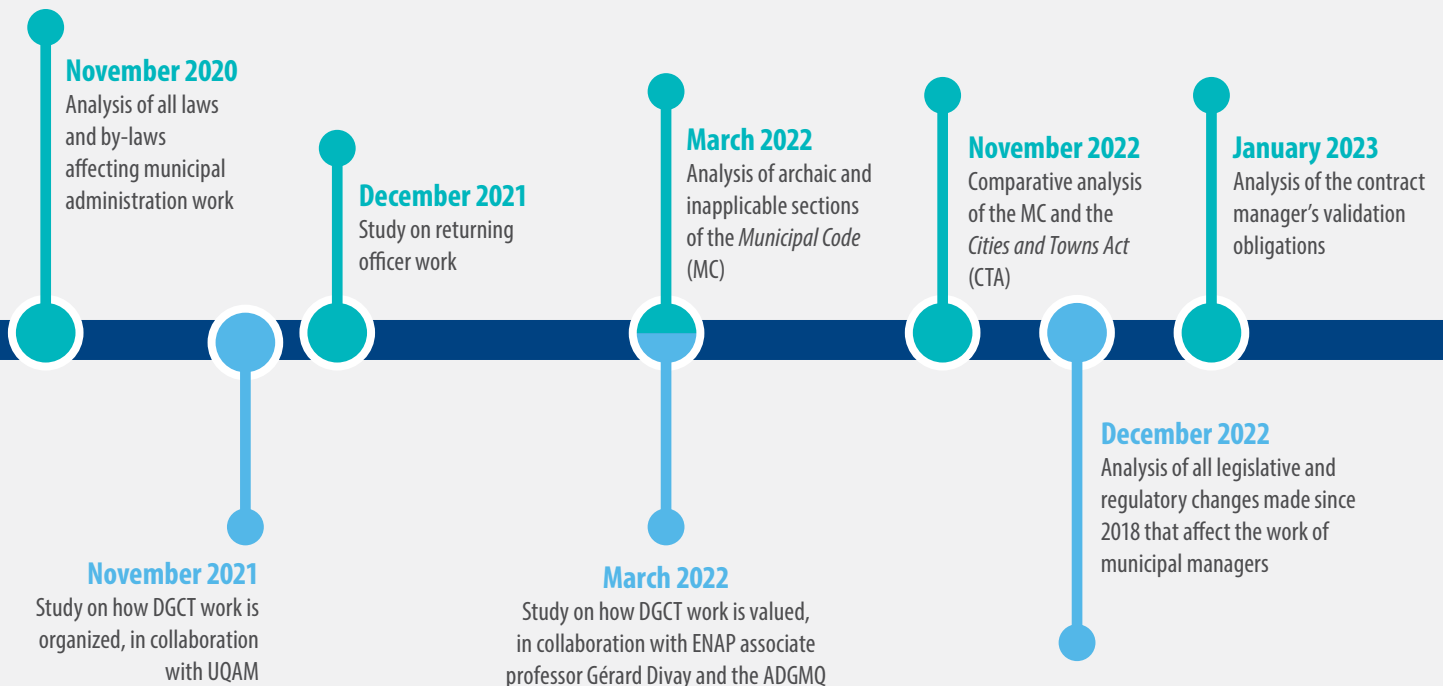 November 2020
Analysis of all laws
and by-laws
affecting municipal
administration work
November 2021
Study on how DGCT work is
organized, in collaboration
with UQAM
December 2021
Study on returning
officer work
March 2022
Analysis of archaic and
inapplicable sections
of the Municipal Code
(MC)
March 2022
Study on how DGCT work is valued,
in collaboration with ENAP associate
professor Gérard Divay and the ADGMQ
November 2022
Comparative analysis
of the MC and the
Cities and Towns Act
(CTA)
December 2022
Analysis of all legislative and
regulatory changes made since
2018 that affect the work of
municipal managers
January 2023
Analysis of the contract
manager’s validation
obligations